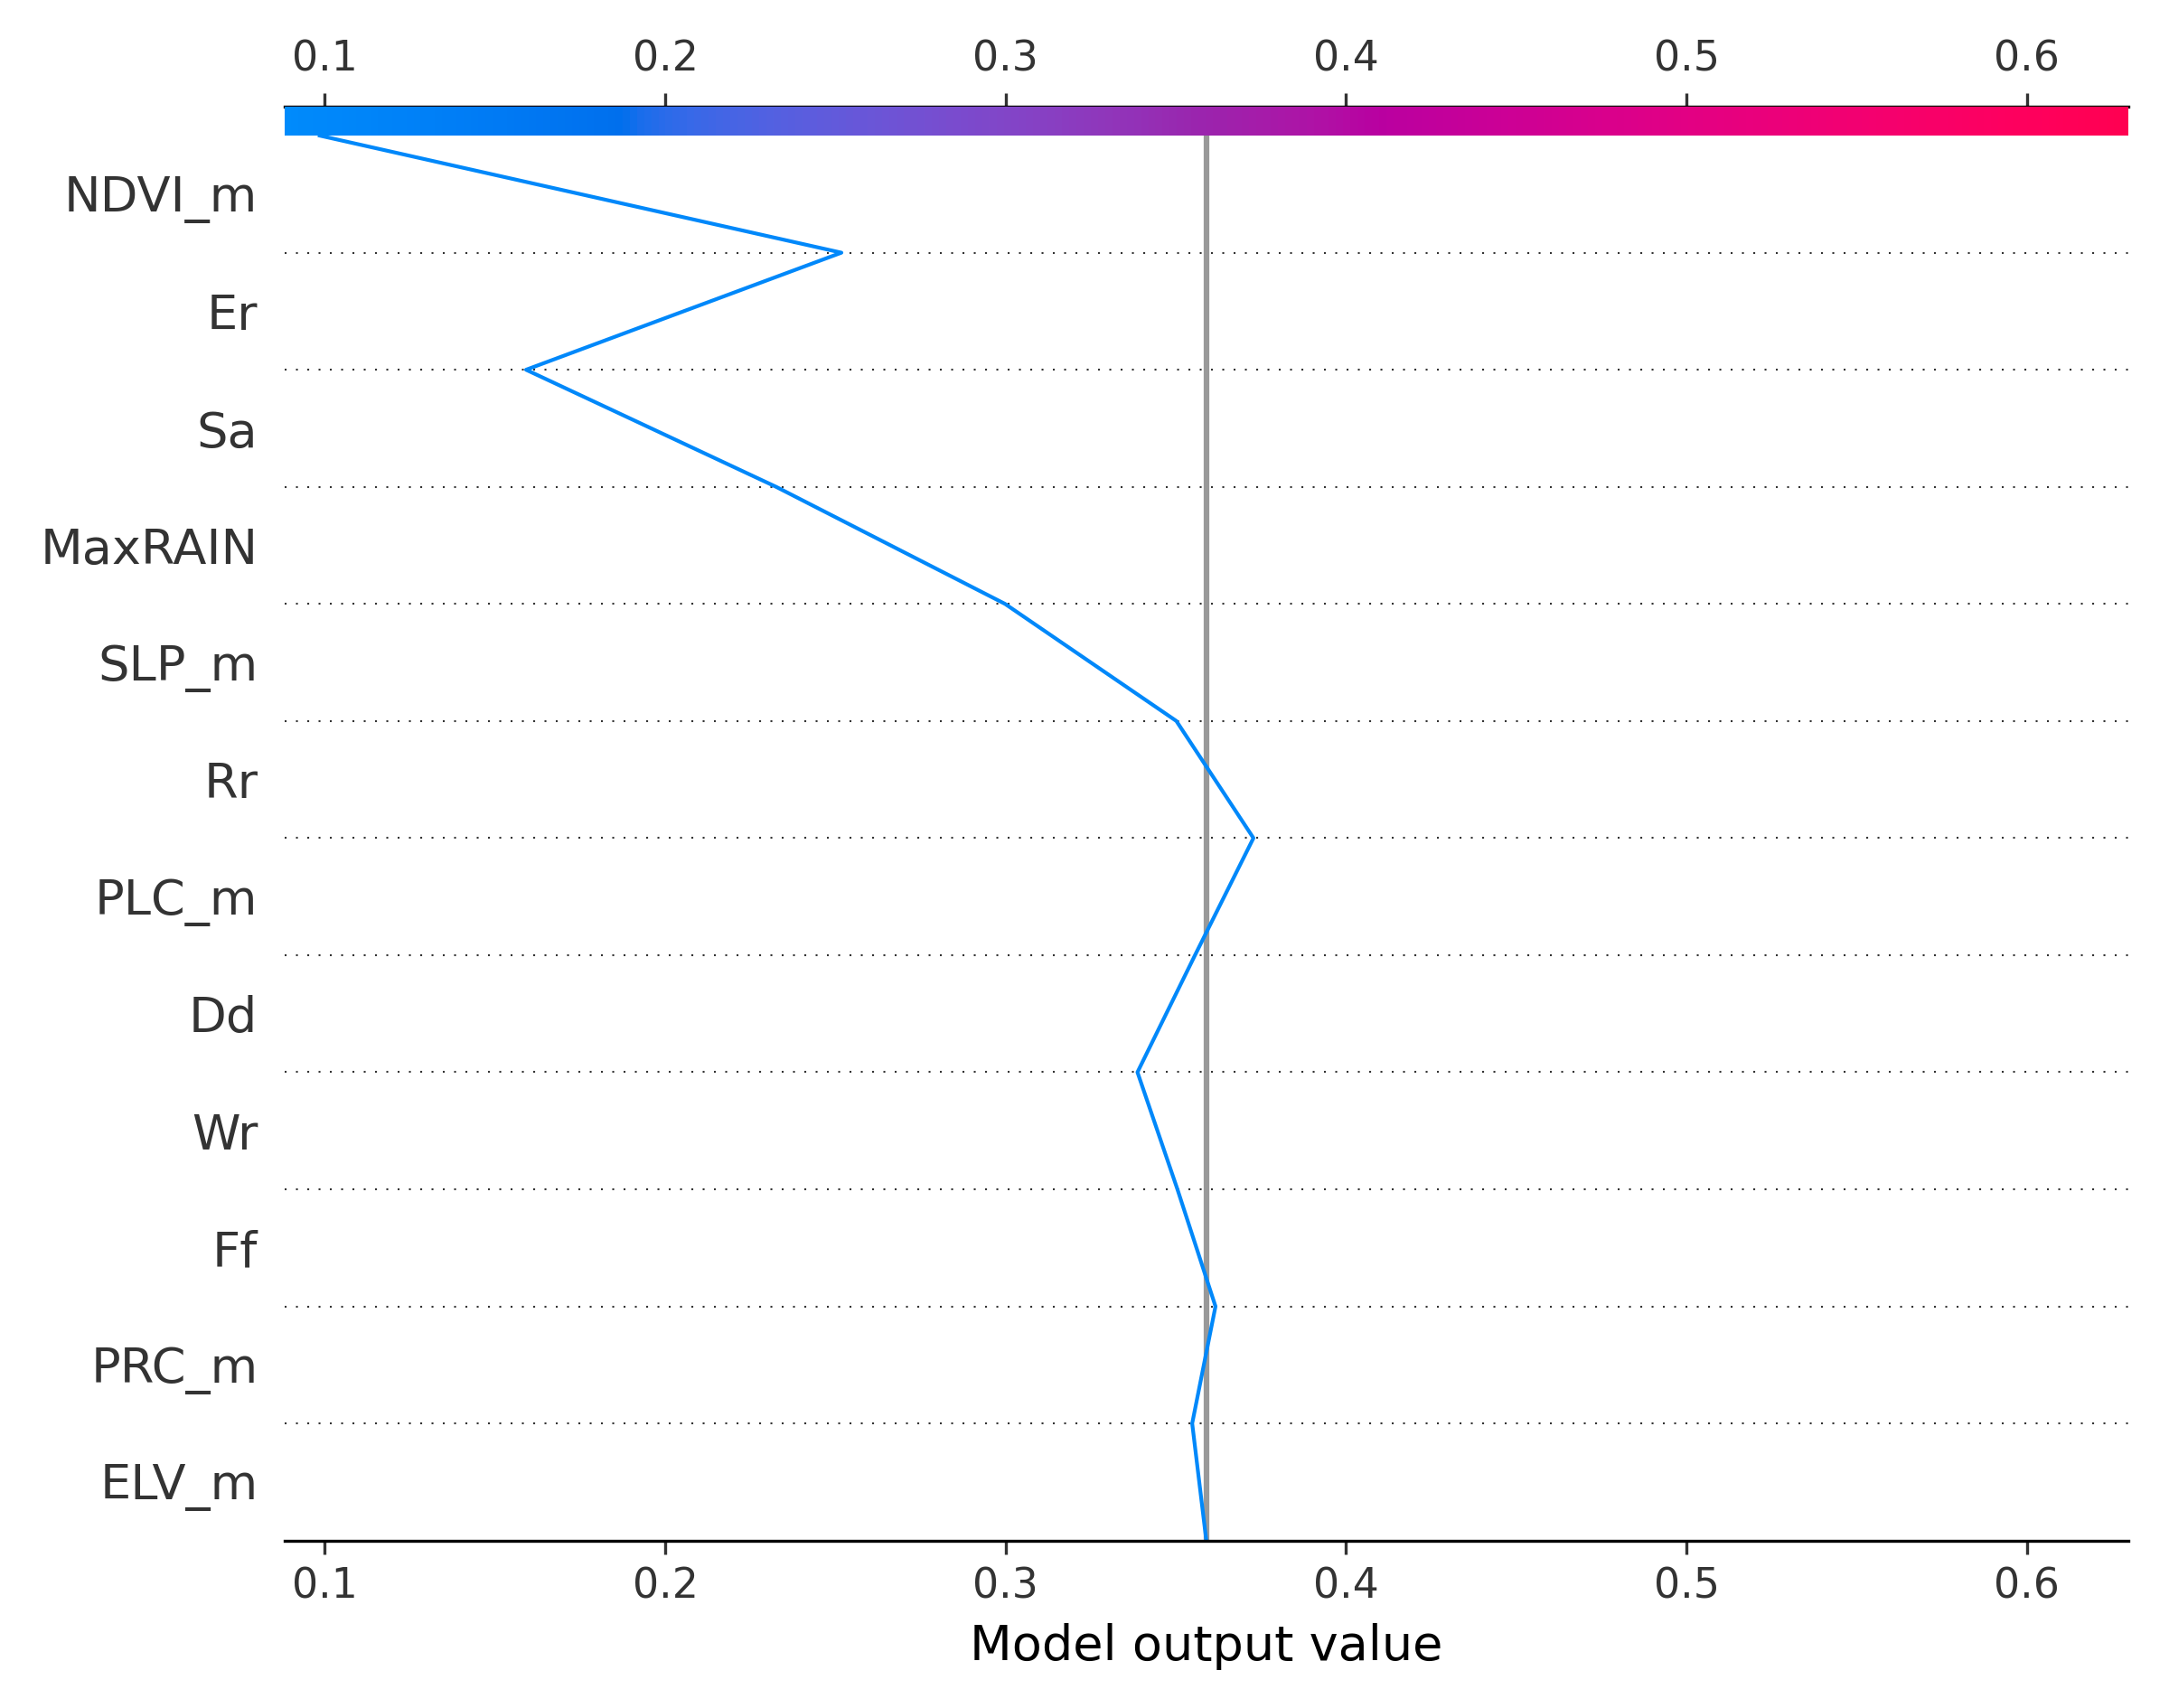 0.1 0.2 0.3 0.4 0.5 0.6
NDVI_m
Er
Sa
MaxRAIN
SLP_m
Rr
PLC_m
Dd
Wr
Ff
PRC_m
ELV_m
0.1 0.2 0.3 0.4 0.5 0.6
Model output value